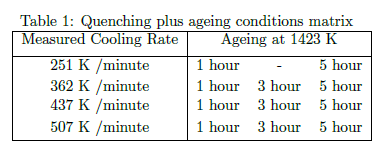 Table 1: Quenching plus ageing conditions matrix
Measured Cooling Rate Ageing at 1423 K
251 K /minute 1 hour - 5 hour
362 K /minute 1 hour 3 hour 5 hour
437 K /minute 1 hour 3 hour 5 hour
507 K /minute 1 hour 3 hour 5 hour